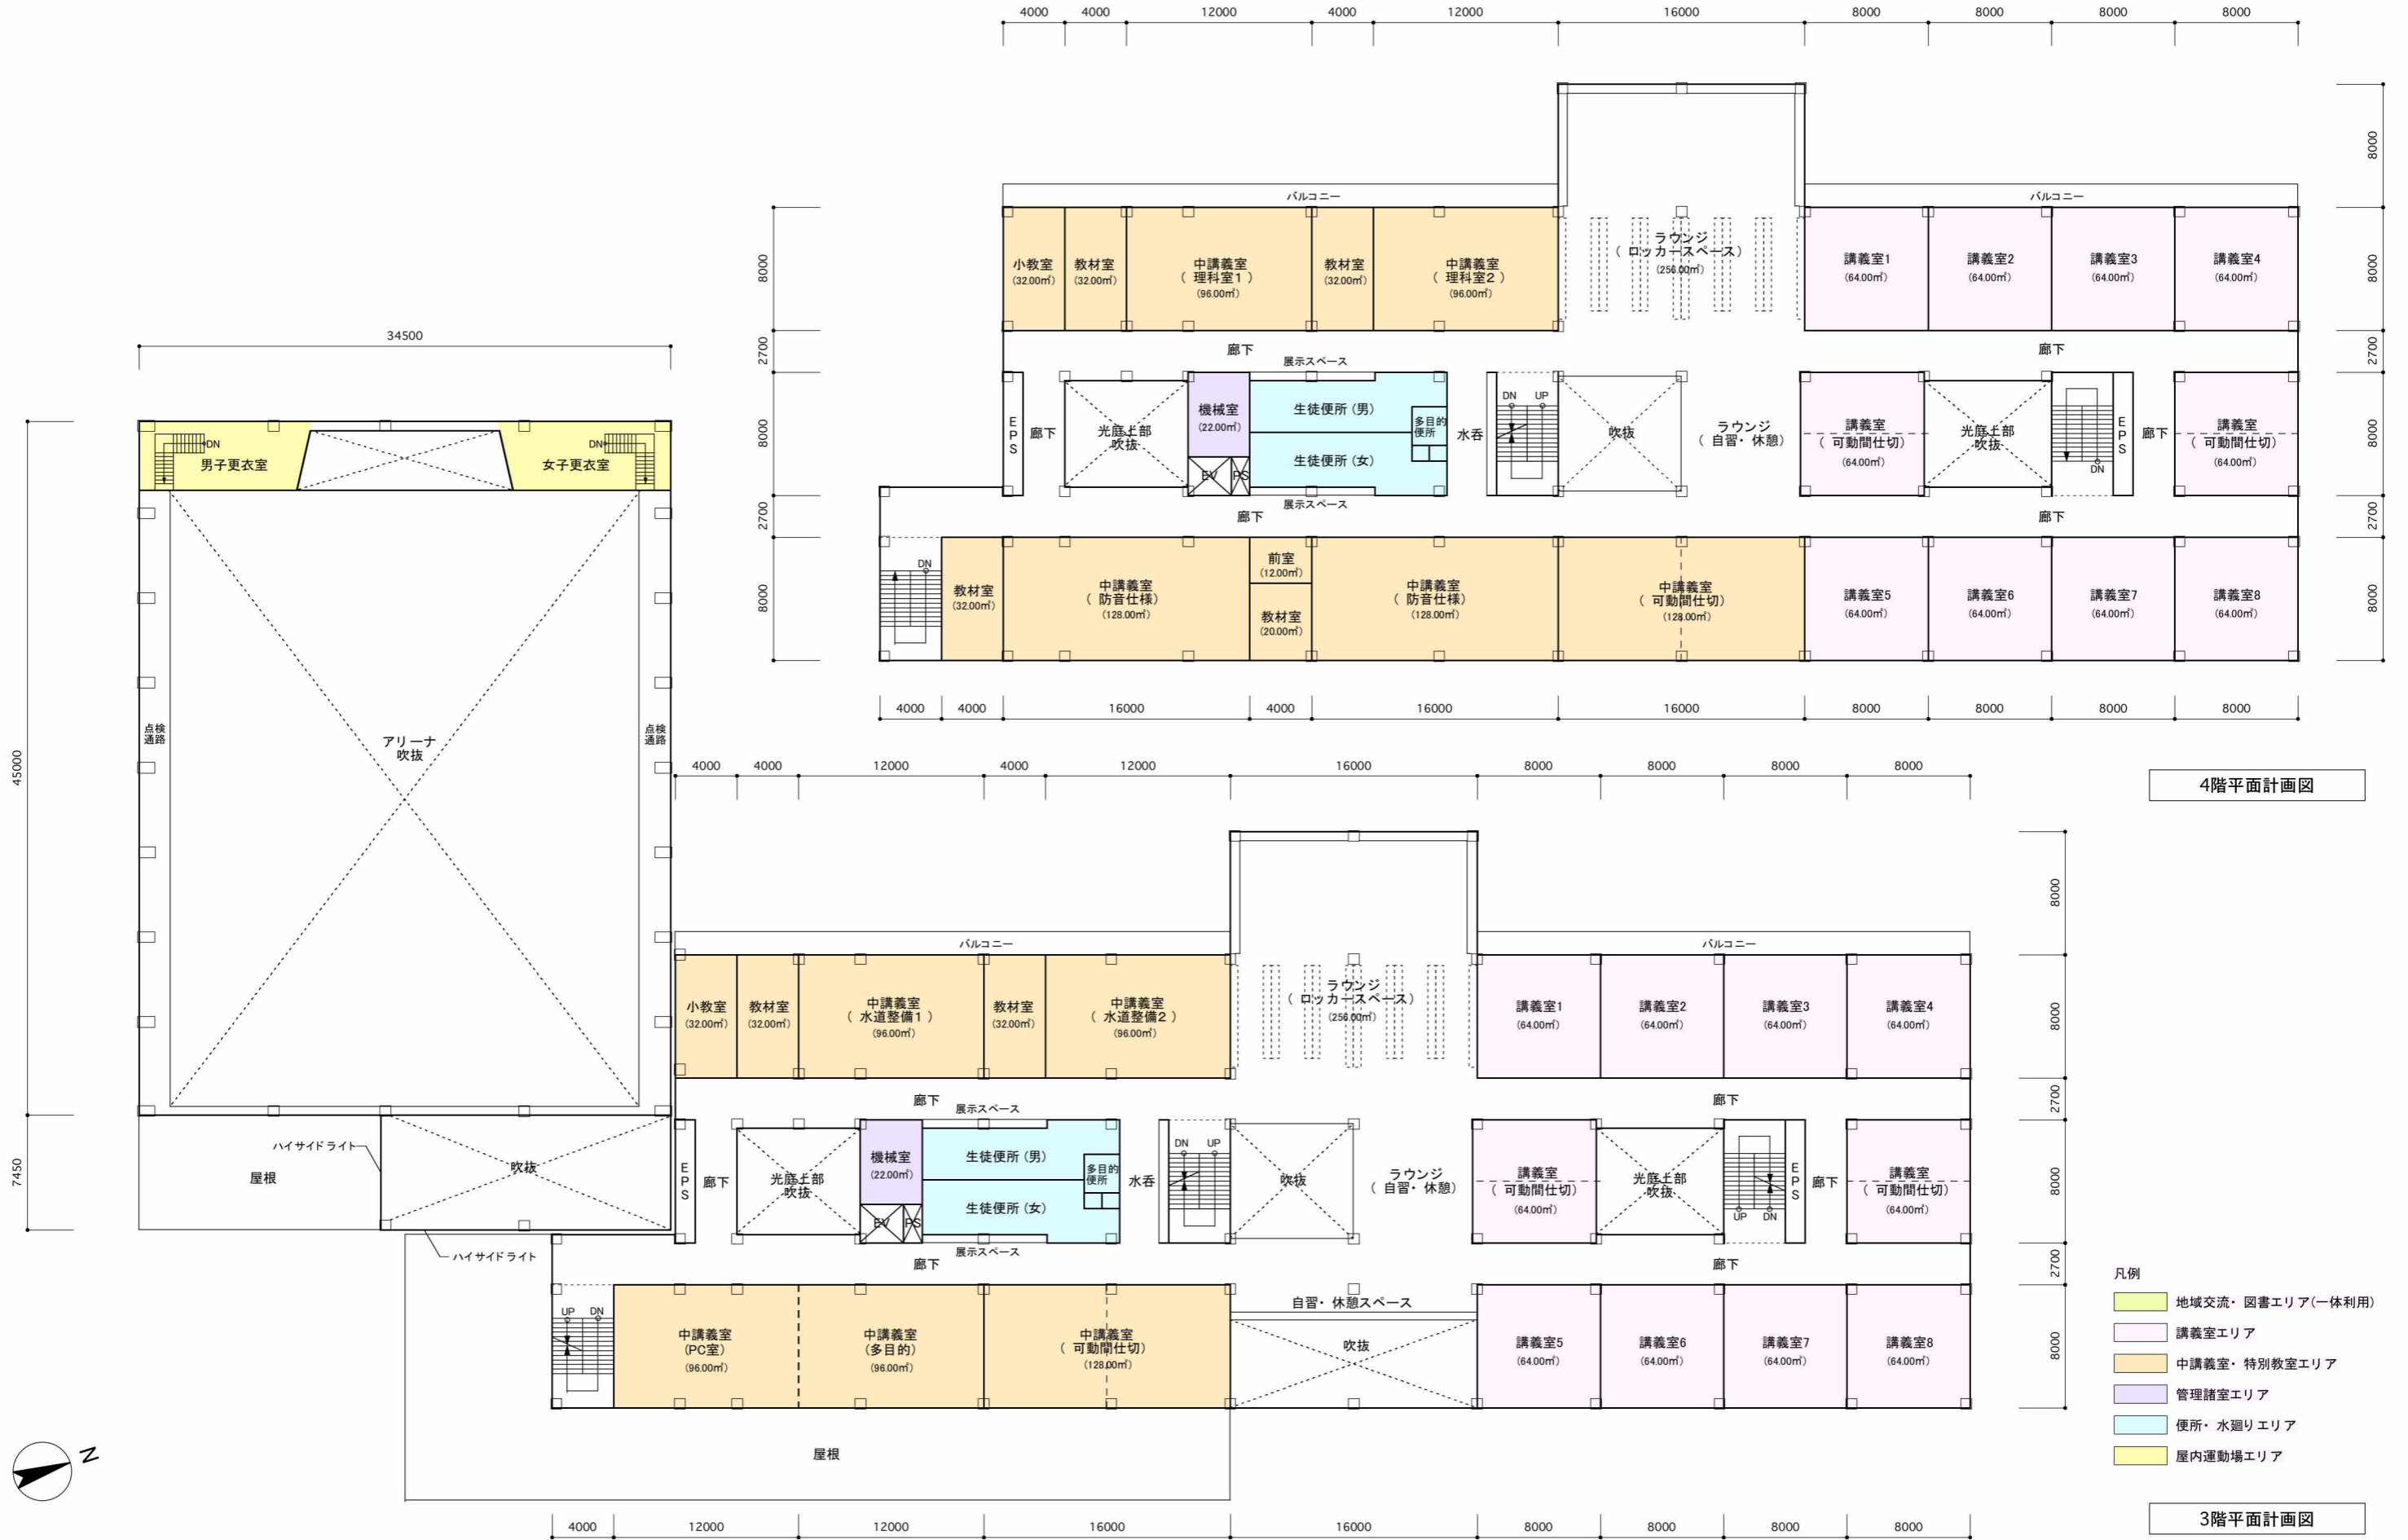 4000 4000 12000 4000 12000 16000 8000 8000 8000 8000
8000
バルコニー
バルコニー
8000
小教室
(32.00㎡)
教材室
(32.00㎡)
中講義室
( 理科室1 )
(96.00㎡)
教材室
(32.00㎡)
中講義室
( 理科室2 )
(96.00㎡)
ラウンジ
( ロッカースペース)
(256.00㎡)
講義室1
(64.00㎡)
講義室2
(64.00㎡)
講義室3
(64.00㎡)
講義室4
(64.00㎡)
8000
2700
廊下
展示スペース
廊下
2700
8000
EPS
廊下
光庭上部
吹抜
機械室
(22.00㎡)
EV
PS
生徒便所 (男)
生徒便所 (女)
多目的
便所
水呑
DN UP
吹抜
ラウンジ
( 自習・ 休憩)
講義室
( 可動間仕切)
(64.00㎡)
光庭上部
吹抜
DN
EPS
廊下
講義室
( 可動間仕切)
(64.00㎡)
8000
2700
展示スペース
廊下
廊下
2700
8000
DN
教材室
(32.00㎡)
中講義室
( 防音仕様)
(128.00㎡)
前室
(12.00㎡)
教材室
(20.00㎡)
中講義室
( 防音仕様)
(128.00㎡)
中講義室
( 可動間仕切)
(128.00㎡)
講義室5
(64.00㎡)
講義室6
(64.00㎡)
講義室7
(64.00㎡)
講義室8
(64.00㎡)
8000
4000 4000 16000 4000 16000 16000 8000 8000 8000 8000
4階平面計画図
34500
DN
男子更衣室
DN
女子更衣室
45000
点検
通路
アリーナ
吹抜
点検
通路
7450
ハイサイドライト
屋根
吹抜
ハイサイドライト
4000 4000 12000 4000 12000 16000 8000 8000 8000 8000
8000
バルコニー
バルコニー
小教室
(32.00㎡)
教材室
(32.00㎡)
中講義室
( 水道整備1 )
(96.00㎡)
教材室
(32.00㎡)
中講義室
( 水道整備2 )
(96.00㎡)
ラウンジ
( ロッカースペース)
(256.00㎡)
講義室1
(64.00㎡)
講義室2
(64.00㎡)
講義室3
(64.00㎡)
講義室4
(64.00㎡)
8000
廊下
展示スペース
廊下
2700
EPS
廊下
光庭上部
吹抜
機械室
(22.00㎡)
EV
PS
生徒便所 (男)
生徒便所 (女)
多目的
便所
水呑
DN UP
吹抜
ラウンジ
( 自習・ 休憩)
講義室
( 可動間仕切)
(64.00㎡)
光庭上部
吹抜
UP DN
EPS
廊下
講義室
( 可動間仕切)
(64.00㎡)
8000
展示スペース
廊下
廊下
2700
UP DN
中講義室
(PC室)
(96.00㎡)
中講義室
(多目的)
(96.00㎡)
中講義室
( 可動間仕切)
(128.00㎡)
自習・ 休憩スペース
吹抜
講義室5
(64.00㎡)
講義室6
(64.00㎡)
講義室7
(64.00㎡)
講義室8
(64.00㎡)
8000
屋根
4000 12000 12000 16000 16000 8000 8000 8000 8000
N
凡例
地域交流・ 図書エリア(一体利用)
講義室エリア
中講義室・ 特別教室エリア
管理諸室エリア
便所・ 水廻りエリア
屋内運動場エリア
3階平面計画図